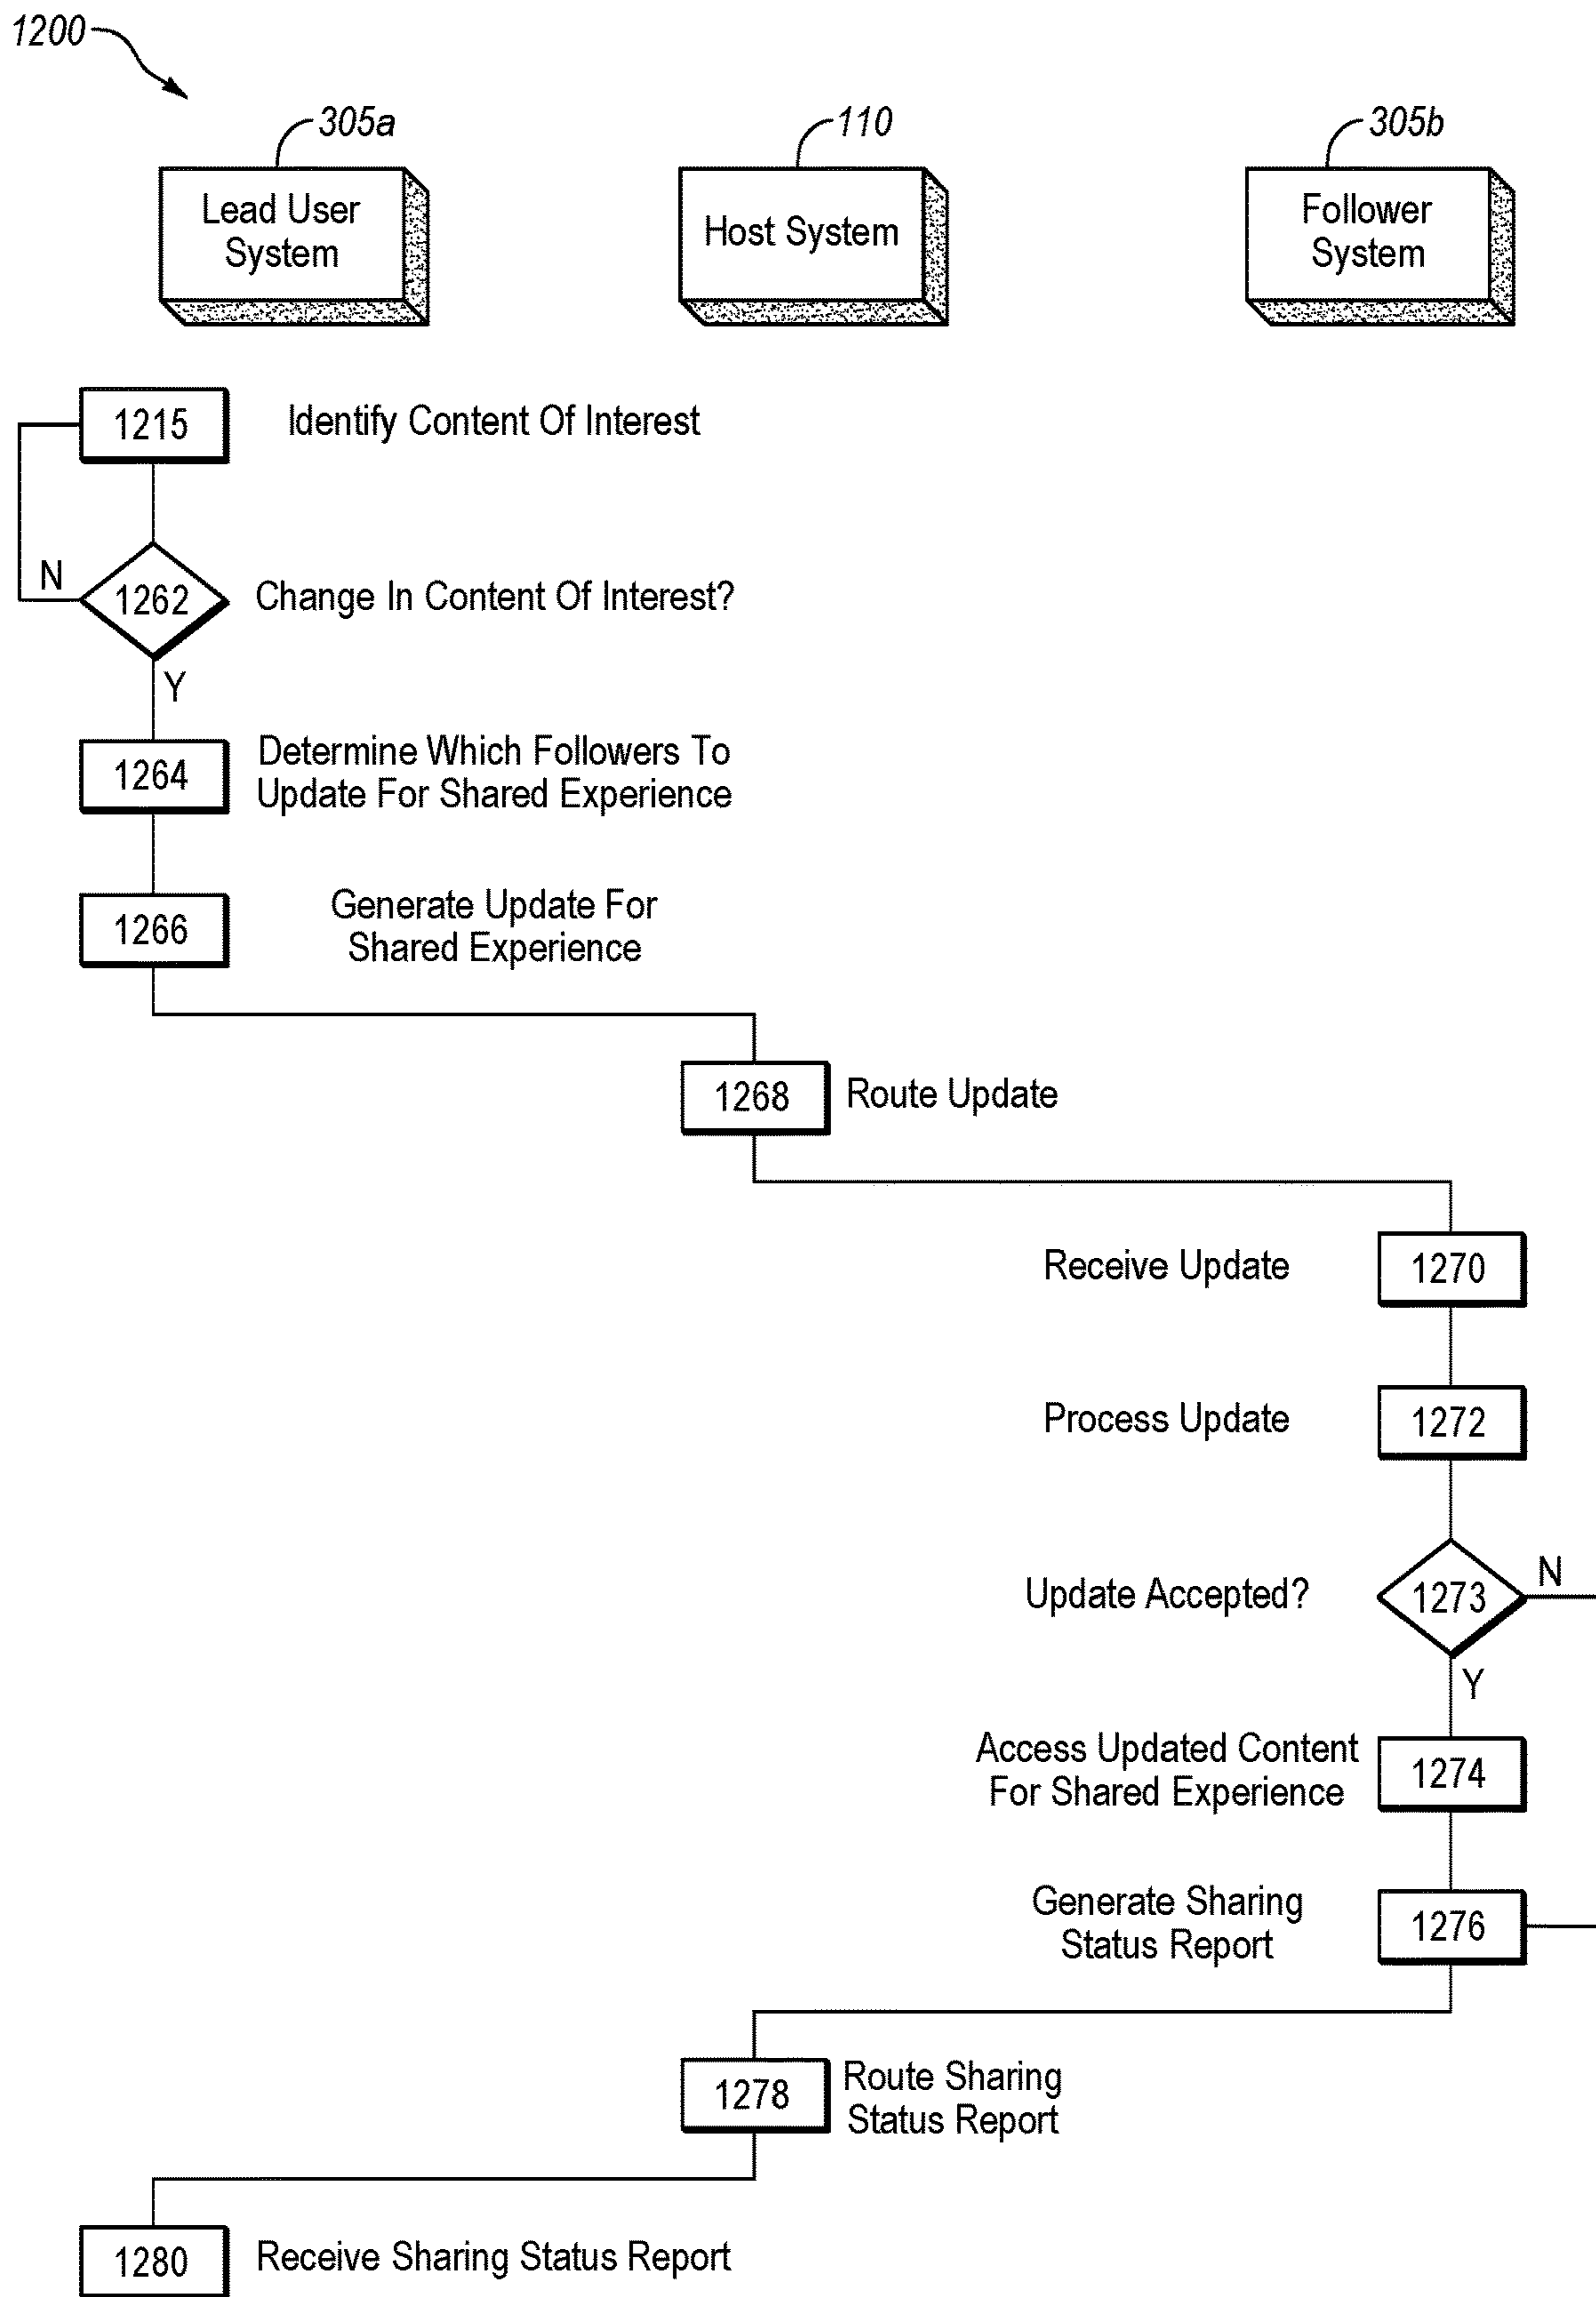 1200
305a
110
305b
Lead User
System
Host System
Follower
System
1215
Identify Content Of Interest
N
1262
Change In Content Of Interest?
Y
1264
Determine Which Followers To
Update For Shared Experience
1266
Generate Update For
Shared Experience
1268
Route Update
Receive Update
1270
Process Update
1272
Update Accepted?
1273
N
Y
Access Updated Content
For Shared Experience
1274
Generate Sharing
Status Report
1276
1278
Route Sharing
Status Report
1280
Receive Sharing Status Report